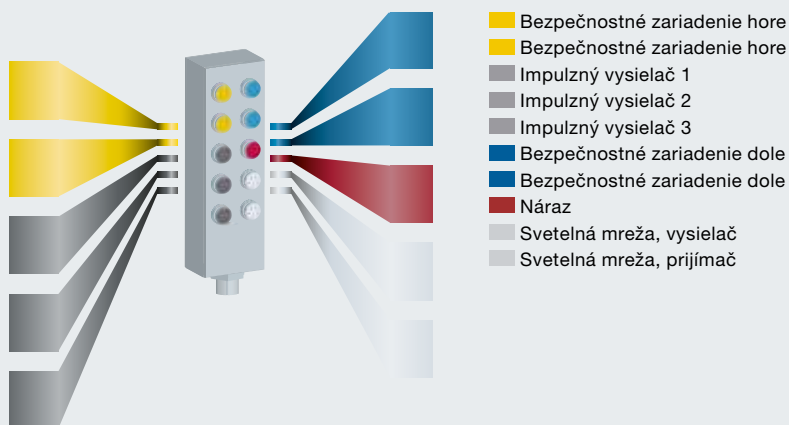 Bezpečnostné zariadenie hore
Bezpečnostné zariadenie hore
Impulzný vysielač 1
Impulzný vysielač 2
Impulzný vysielač 3
Bezpečnostné zariadenie dole
Bezpečnostné zariadenie dole
Náraz
Svetelná mreža, vysielač
Svetelná mreža, prijímač